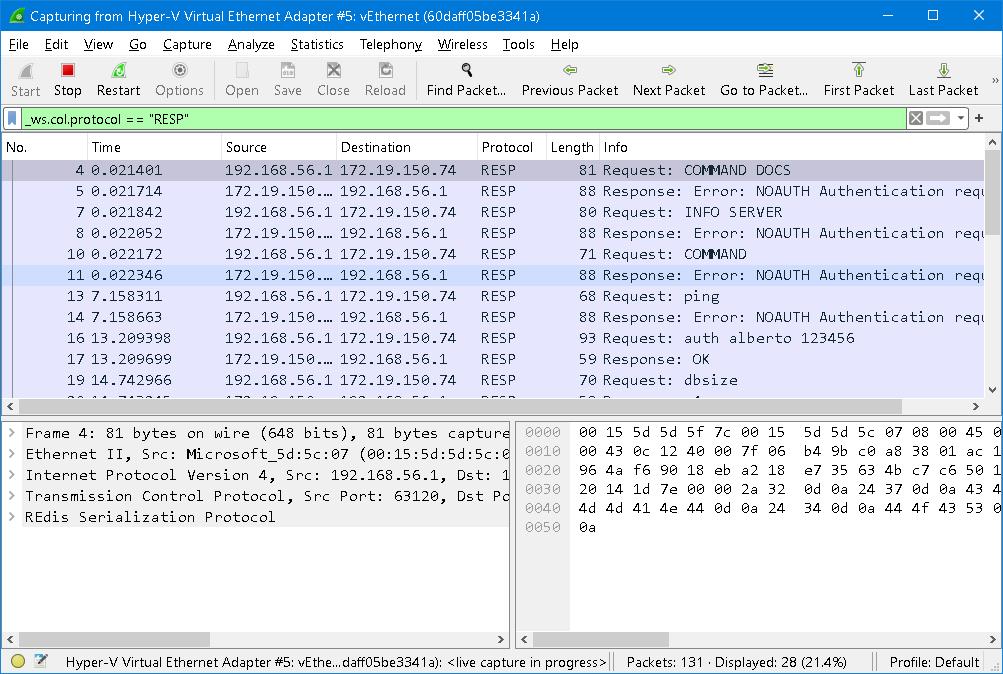 Capturing from Hyper-V Virtual Ethernet Adapter #5: vEthernet (60daff05be3341a)
File Edit View Go Capture Analyze Statistics Telephony Wireless Tools Help
Start Stop Restart Options Open Save Close Reload Find Packet... Previous Packet Next Packet Go to Packet... First Packet Last Packet »
_ws.col.protocol == "RESP" +
No. Time Source Destination Protocol Length Info
4 0.021401 192.168.56.1 172.19.150.74 RESP 81 Request: COMMAND DOCS
5 0.021714 172.19.150.… 192.168.56.1 RESP 88 Response: Error: NOAUTH Authentication requ
7 0.021842 192.168.56.1 172.19.150.74 RESP 80 Request: INFO SERVER
8 0.022052 172.19.150.… 192.168.56.1 RESP 88 Response: Error: NOAUTH Authentication requ
10 0.022172 192.168.56.1 172.19.150.74 RESP 71 Request: COMMAND
11 0.022346 172.19.150.… 192.168.56.1 RESP 88 Response: Error: NOAUTH Authentication requ
13 7.158311 192.168.56.1 172.19.150.74 RESP 68 Request: ping
14 7.158663 172.19.150.… 192.168.56.1 RESP 88 Response: Error: NOAUTH Authentication requ
16 13.209398 192.168.56.1 172.19.150.74 RESP 93 Request: auth alberto 123456
17 13.209699 172.19.150.… 192.168.56.1 RESP 59 Response: OK
19 14.742966 192.168.56.1 172.19.150.74 RESP 70 Request: dbsize
Frame 4: 81 bytes on wire (648 bits), 81 bytes capture
Ethernet II, Src: Microsoft_5d:5c:07 (00:15:5d:5d:5c:0
Internet Protocol Version 4, Src: 192.168.56.1, Dst: 1
Transmission Control Protocol, Src Port: 63120, Dst Po
REdis Serialization Protocol
0000 00 15 5d 5d 5f 7c 00 15 5d 5d 5c 07 08 00 45 0
0010 00 43 0c 12 40 00 7f 06 b4 9b c0 a8 38 01 ac 1
0020 96 4a f6 90 18 eb a2 18 e7 35 63 4b c7 c6 50 1
0030 20 14 1d 7e 00 00 2a 32 0d 0a 24 37 0d 0a 43 4
0040 4d 4d 41 4e 44 0d 0a 24 34 0d 0a 44 4f 43 53 0
0050 0a
Hyper-V Virtual Ethernet Adapter #5: vEthe...daff05be3341a): <live capture in progress> Packets: 131 · Displayed: 28 (21.4%) Profile: Default